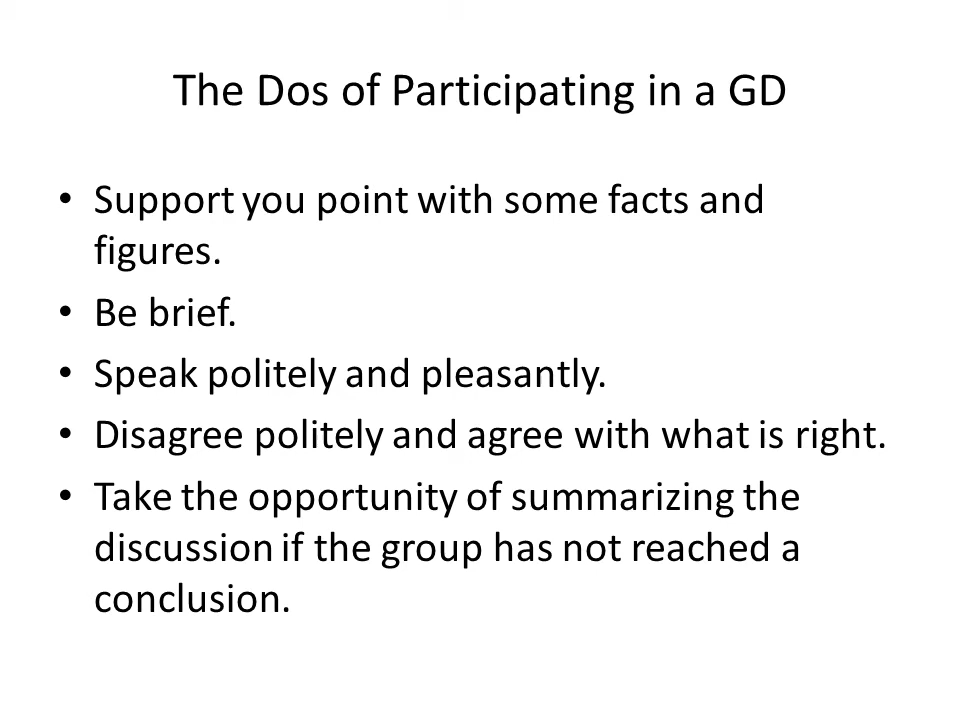 The Dos of Participating in a GD
• Support you point with some facts and
figures.
• Be brief.
• Speak politely and pleasantly.
• Disagree politely and agree with what is right.
• Take the opportunity of summarizing the
discussion if the group has not reached a
conclusion.